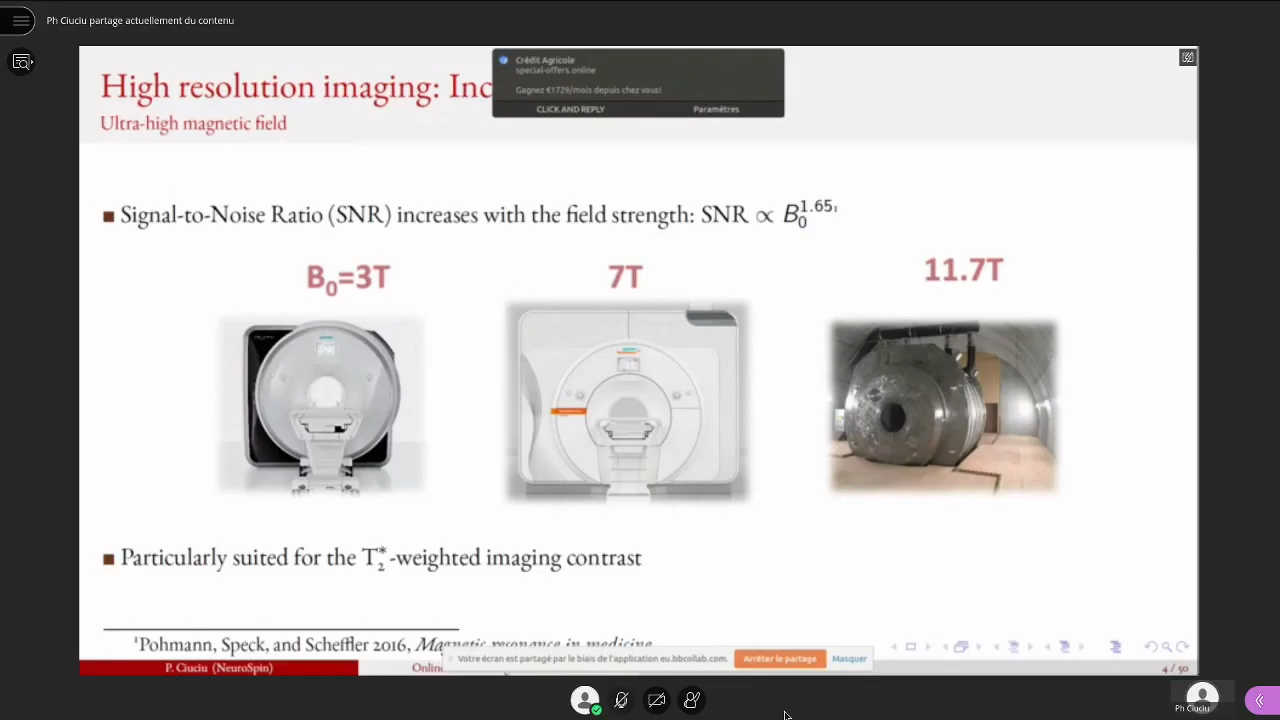 Ph Ciuciu partage actuellement du contenu
Crédit Agricole
special-offers.online
Gagnez €1729/mois depuis chez vous!
CLICK AND REPLY Paramètres
High resolution imaging: Inc
Ultra-high magnetic field
Signal-to-Noise Ratio (SNR) increases with the field strength: SNR ∝ B₀^1.65 1
B₀=3T 7T 11.7T
Particularly suited for the T₂*-weighted imaging contrast
¹Pohmann, Speck, and Scheffler 2016, Magnetic resonance in medicine
Votre écran est partagé par le biais de l'application eu.bbcollab.com. Arrêter le partage Masquer
P. Ciuciu (NeuroSpin) Online 4 / 50
Ph Ciuciu